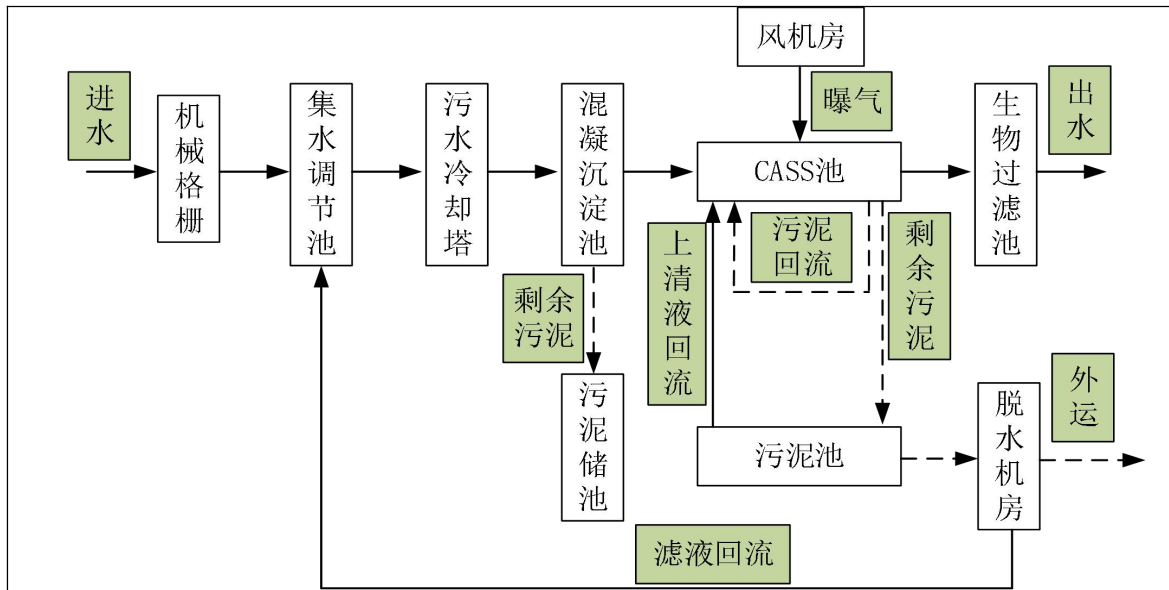 风机房
进水
机械格栅
集水调节池
污水冷却塔
混凝沉淀池
曝气
CASS池
生物过滤池
出水
剩余
污泥
上清液回流
污泥
回流
剩余污泥
污泥储池
污泥池
脱水机房
外运
滤液回流